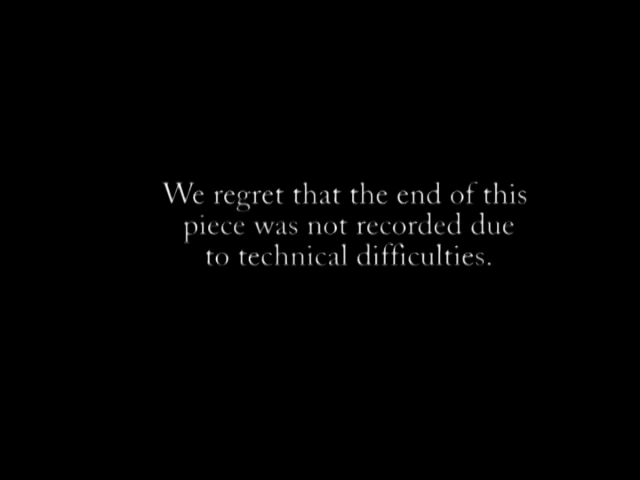 We regret that the end of this
piece was not recorded due
to technical difficulties.